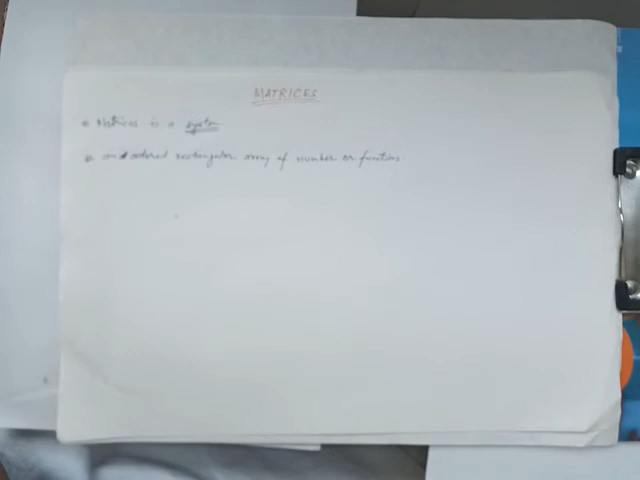 MATRICES
Matrices is a system
an ordered rectangular array of number or functions.